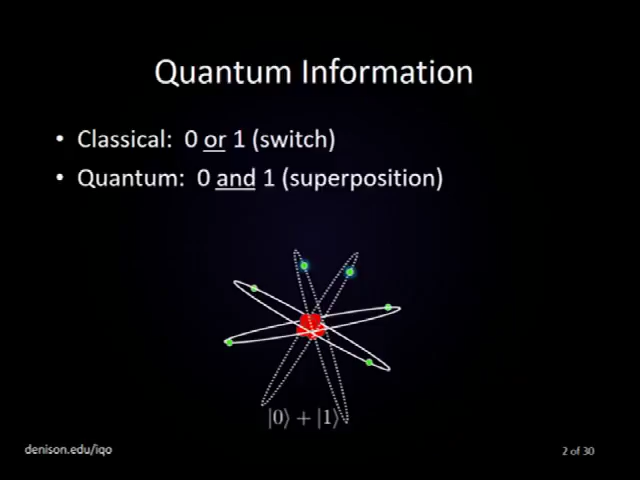 Quantum Information
• Classical: 0 or 1 (switch)
• Quantum: 0 and 1 (superposition)
|0⟩ + |1⟩
denison.edu/iqo
2 of 30